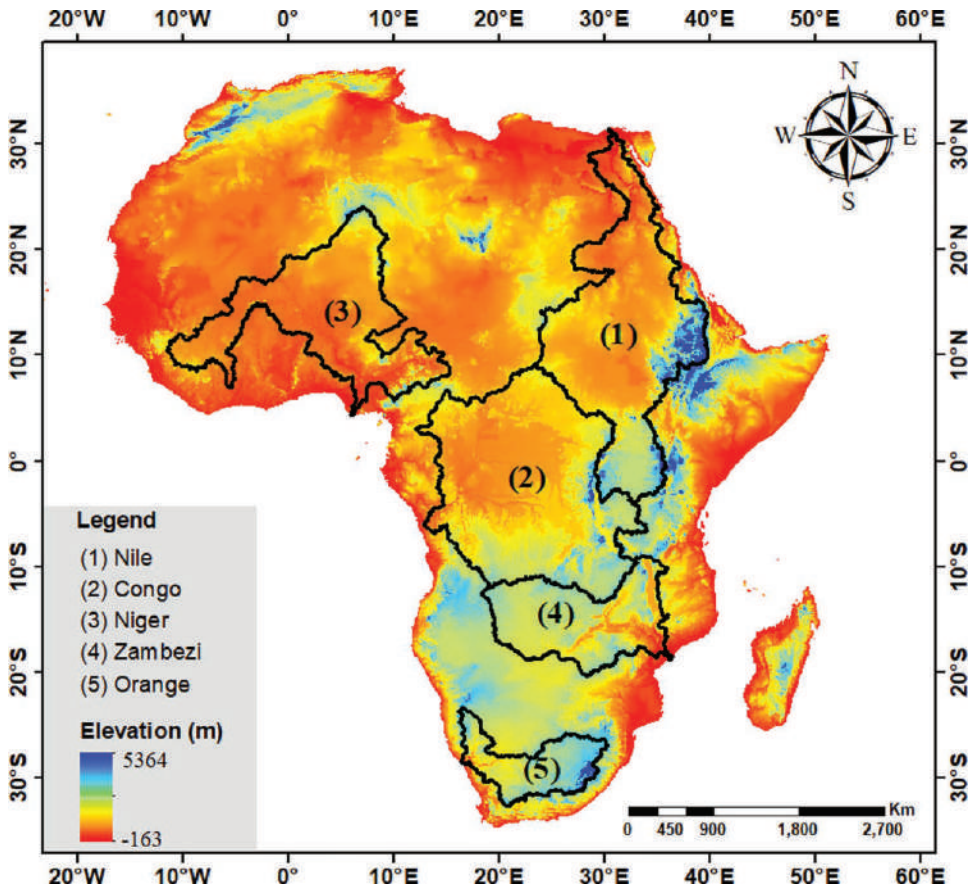 20°W 10°W 0° 10°E 20°E 30°E 40°E 50°E 60°E
N
W E
S
30°N 30°N
20°N 20°N
(3)
(1)
10°N 10°N
0° 0°
(2)
Legend
(1) Nile
(2) Congo
(3) Niger
(4) Zambezi
(5) Orange
10°S 10°S
(4)
20°S 20°S
Elevation (m)
5364
-163
30°S 30°S
(5)
Km
0 450 900 1,800 2,700
20°W 10°W 0° 10°E 20°E 30°E 40°E 50°E 60°E